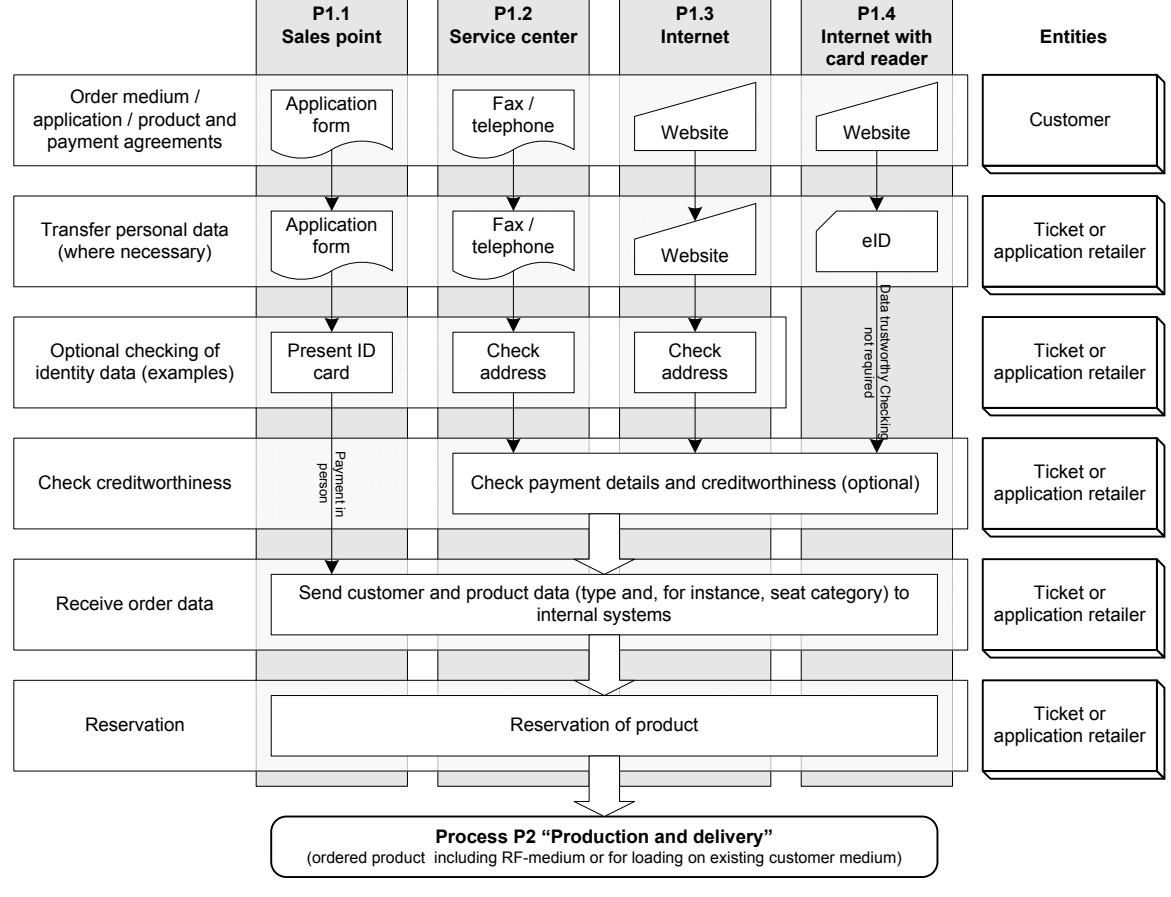 P1.1
Sales point
P1.2
Service center
P1.3
Internet
P1.4
Internet with
card reader
Entities
Order medium /
application / product and
payment agreements
Application
form
Fax /
telephone
Website
Website
Customer
Transfer personal data
(where necessary)
Application
form
Fax /
telephone
Website
eID
Ticket or
application retailer
Data trustworthy Checking
not required
Optional checking of
identity data (examples)
Present ID
card
Check
address
Check
address
Ticket or
application retailer
Check creditworthiness
Payment in
person
Check payment details and creditworthiness (optional)
Ticket or
application retailer
Receive order data
Send customer and product data (type and, for instance, seat category) to
internal systems
Ticket or
application retailer
Reservation
Reservation of product
Ticket or
application retailer
Process P2 “Production and delivery”
(ordered product including RF-medium or for loading on existing customer medium)